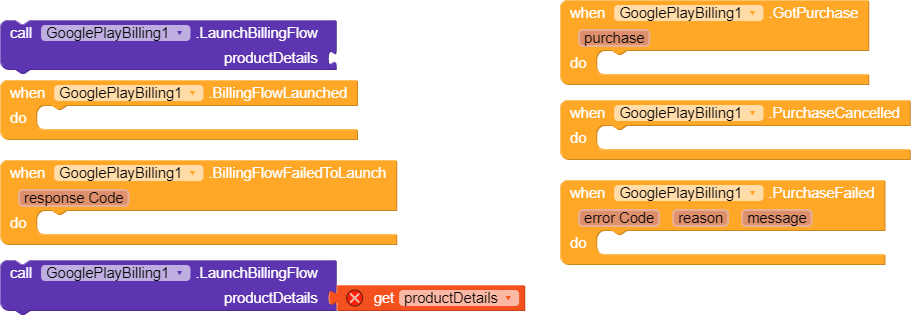 call GooglePlayBilling1 .LaunchBillingFlow
productDetails
when GooglePlayBilling1 .BillingFlowLaunched
do
when GooglePlayBilling1 .BillingFlowFailedToLaunch
response Code
do
call GooglePlayBilling1 .LaunchBillingFlow
productDetails get productDetails
when GooglePlayBilling1 .GotPurchase
purchase
do
when GooglePlayBilling1 .PurchaseCancelled
do
when GooglePlayBilling1 .PurchaseFailed
error Code reason message
do